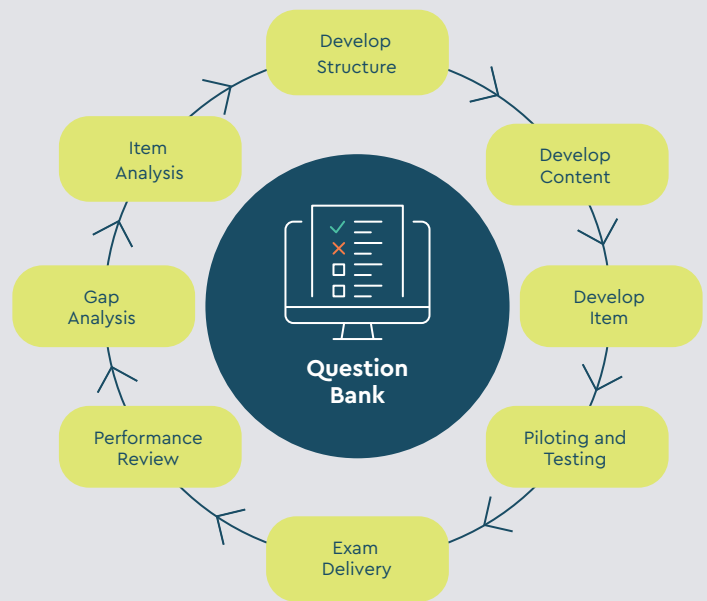 Develop
Structure
Develop
Content
Develop
Item
Piloting and
Testing
Exam
Delivery
Performance
Review
Gap
Analysis
Item
Analysis
Question
Bank